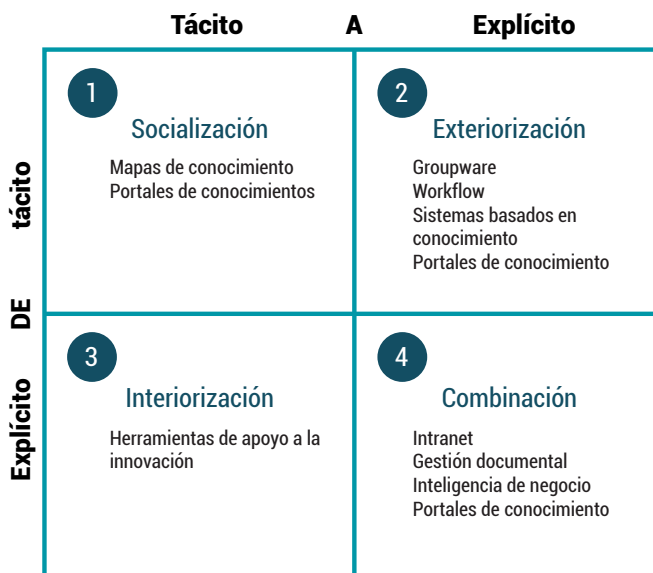 Tácito A Explícito
tácito
DE
Explícito
1
Socialización
Mapas de conocimiento
Portales de conocimientos
2
Exteriorización
Groupware
Workflow
Sistemas basados en
conocimiento
Portales de conocimiento
3
Interiorización
Herramientas de apoyo a la
innovación
4
Combinación
Intranet
Gestión documental
Inteligencia de negocio
Portales de conocimiento